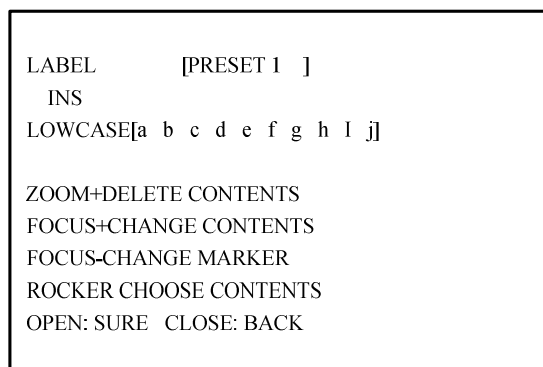 LABEL [PRESET 1 ]
INS
LOWCASE[a b c d e f g h I j]
ZOOM+DELETE CONTENTS
FOCUS+CHANGE CONTENTS
FOCUS-CHANGE MARKER
ROCKER CHOOSE CONTENTS
OPEN: SURE CLOSE: BACK